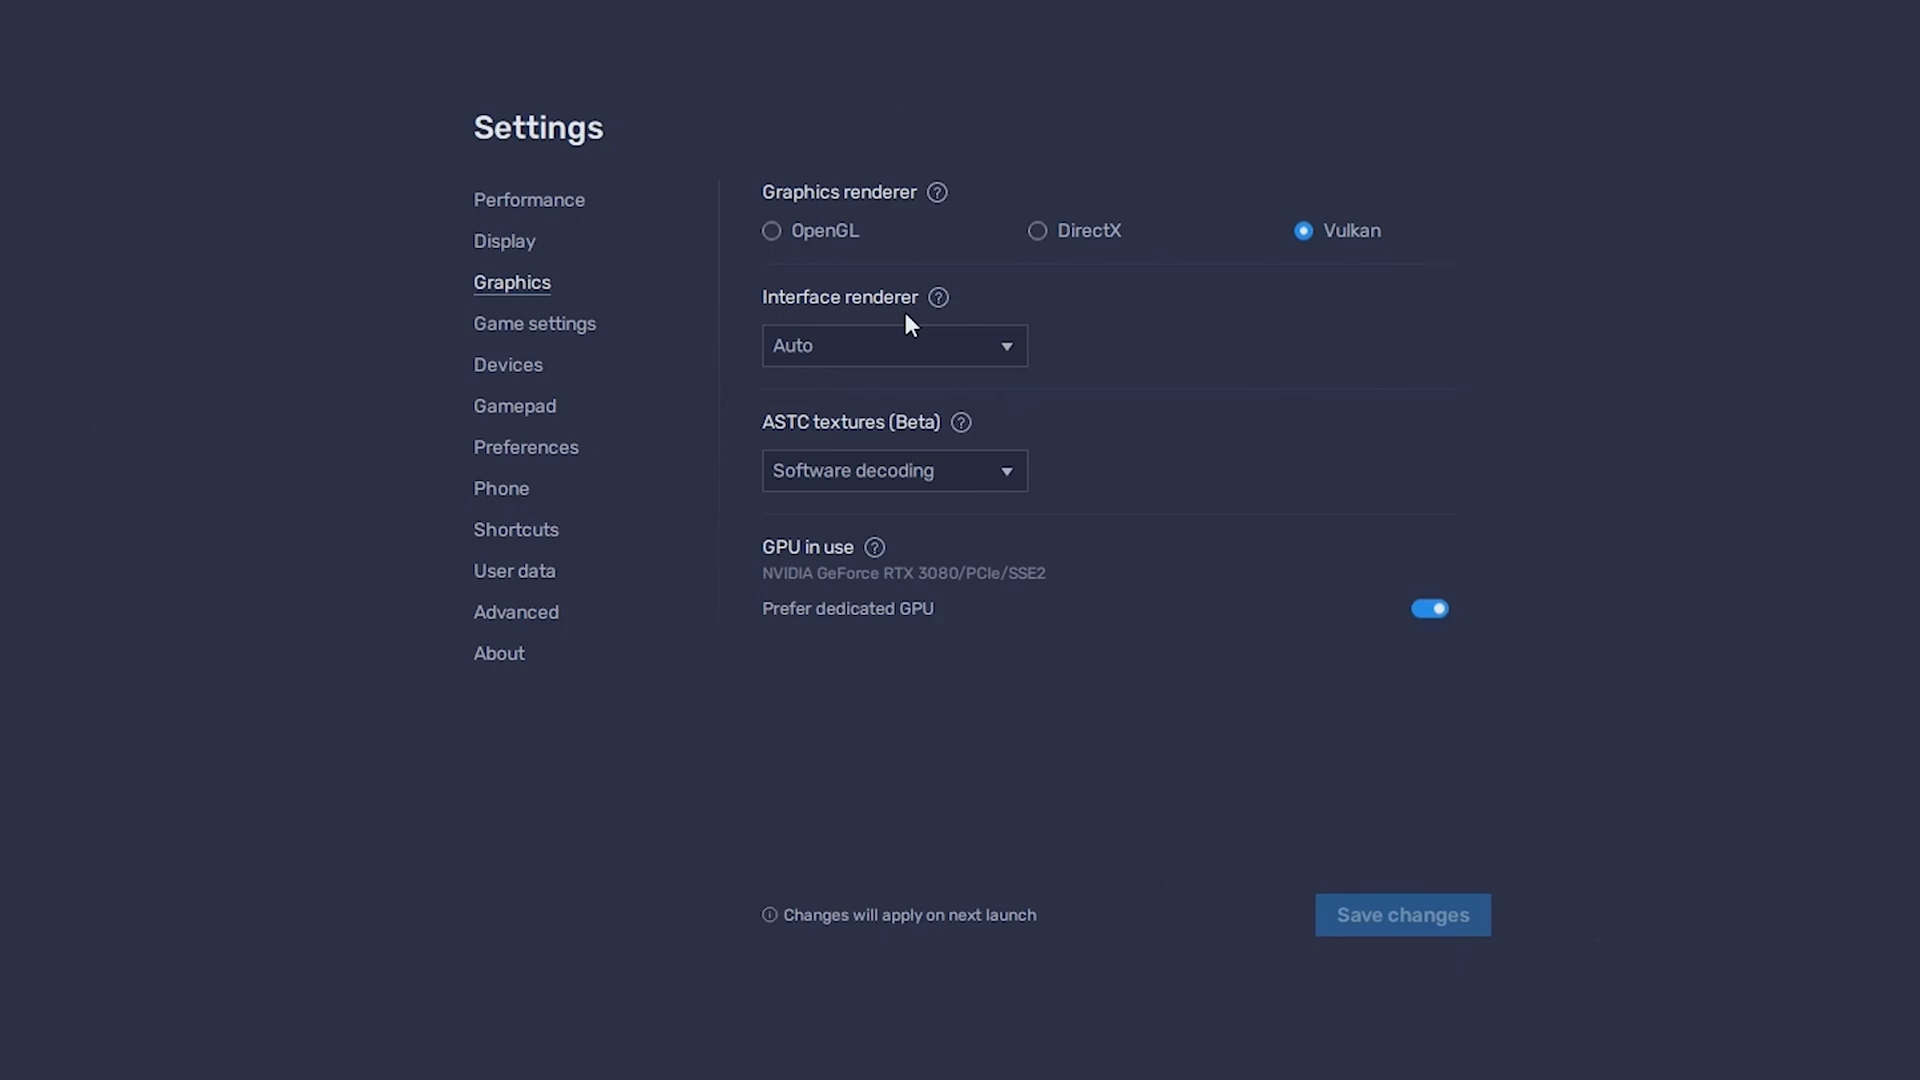 Settings
Performance
Display
Graphics
Game settings
Devices
Gamepad
Preferences
Phone
Shortcuts
User data
Advanced
About
Graphics renderer ?
OpenGL DirectX Vulkan
Interface renderer ?
Auto
ASTC textures (Beta) ?
Software decoding
GPU in use ?
NVIDIA GeForce RTX 3080/PCIe/SSE2
Prefer dedicated GPU
Changes will apply on next launch
Save changes